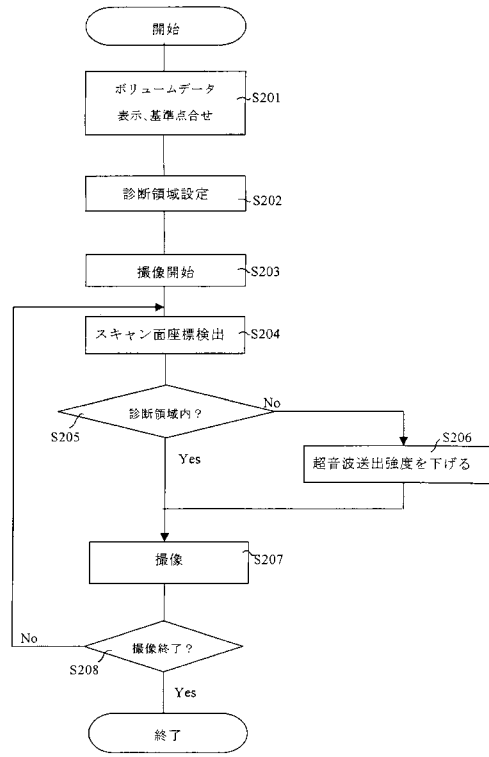 開始
ボリュームデータ
表示、基準点合せ
S201
診断領域設定
S202
撮像開始
S203
スキャン面座標検出
S204
診断領域内？
S205
No
Yes
S206
超音波送出強度を下げる
撮像
S207
撮像終了？
S208
No
Yes
終了